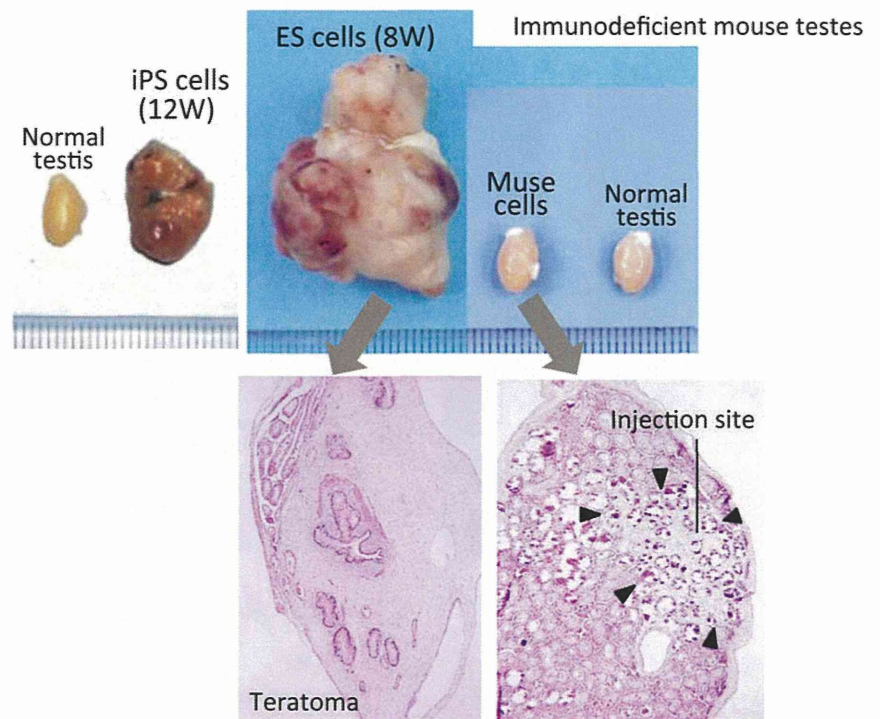 Immunodeficient mouse testes
ES cells (8W)
iPS cells
(12W)
Normal
testis
Muse
cells
Normal
testis
Injection site
Teratoma